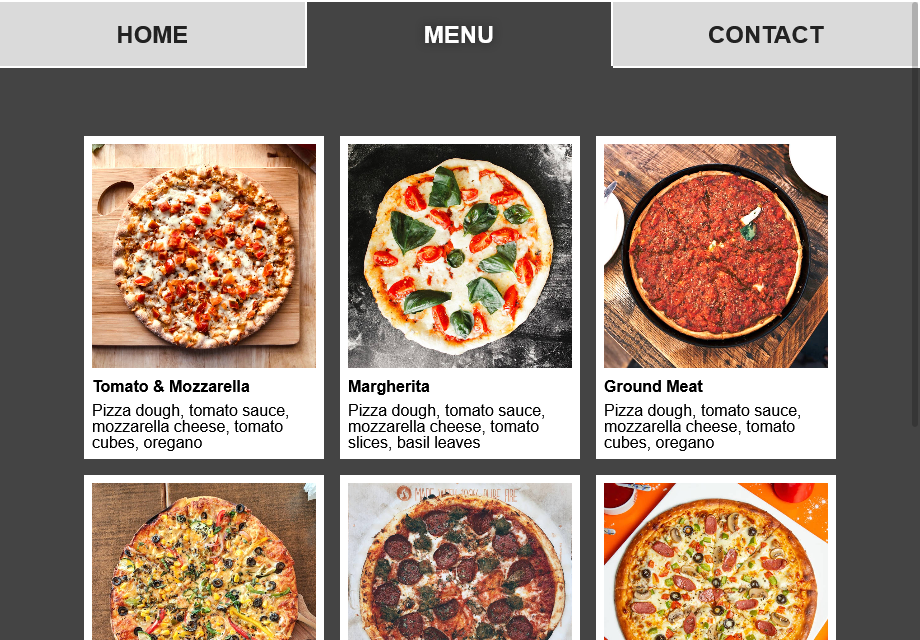 HOME
MENU
CONTACT
Tomato & Mozzarella
Pizza dough, tomato sauce,
mozzarella cheese, tomato
cubes, oregano
Margherita
Pizza dough, tomato sauce,
mozzarella cheese, tomato
slices, basil leaves
Ground Meat
Pizza dough, tomato sauce,
mozzarella cheese, tomato
cubes, oregano